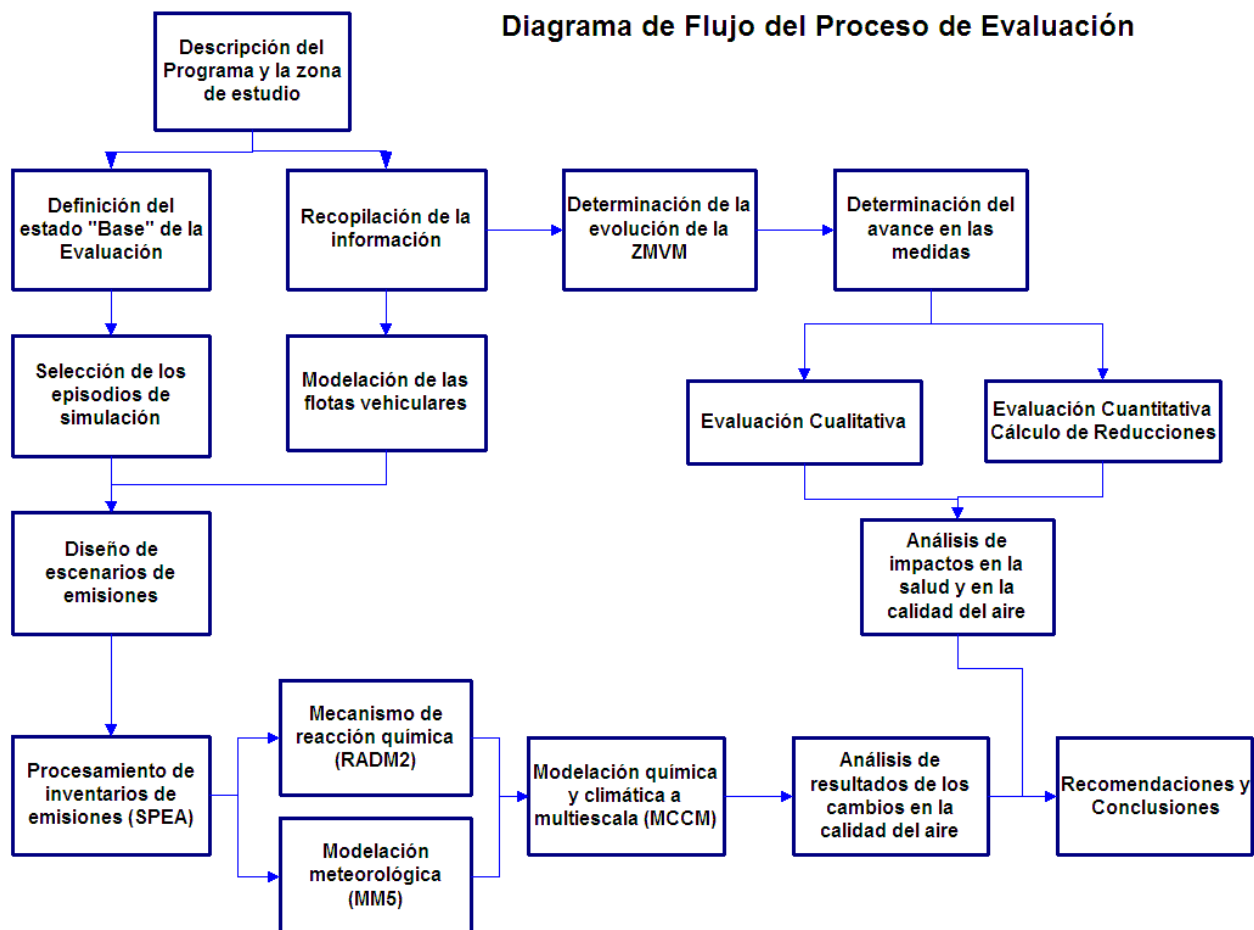 Diagrama de Flujo del Proceso de Evaluación
Descripción del
Programa y la zona
de estudio
Definición del
estado "Base" de la
Evaluación
Recopilación de la
información
Determinación de la
evolución de la
ZMVM
Determinación del
avance en las
medidas
Selección de los
episodios de
simulación
Modelación de las
flotas vehiculares
Evaluación Cualitativa
Evaluación Cuantitativa
Cálculo de Reducciones
Diseño de
escenarios de
emisiones
Análisis de
impactos en la
salud y en la
calidad del aire
Procesamiento de
inventarios de
emisiones (SPEA)
Mecanismo de
reacción química
(RADM2)
Modelación
meteorológica
(MM5)
Modelación química
y climática a
multiescala (MCCM)
Análisis de
resultados de los
cambios en la
calidad del aire
Recomendaciones y
Conclusiones